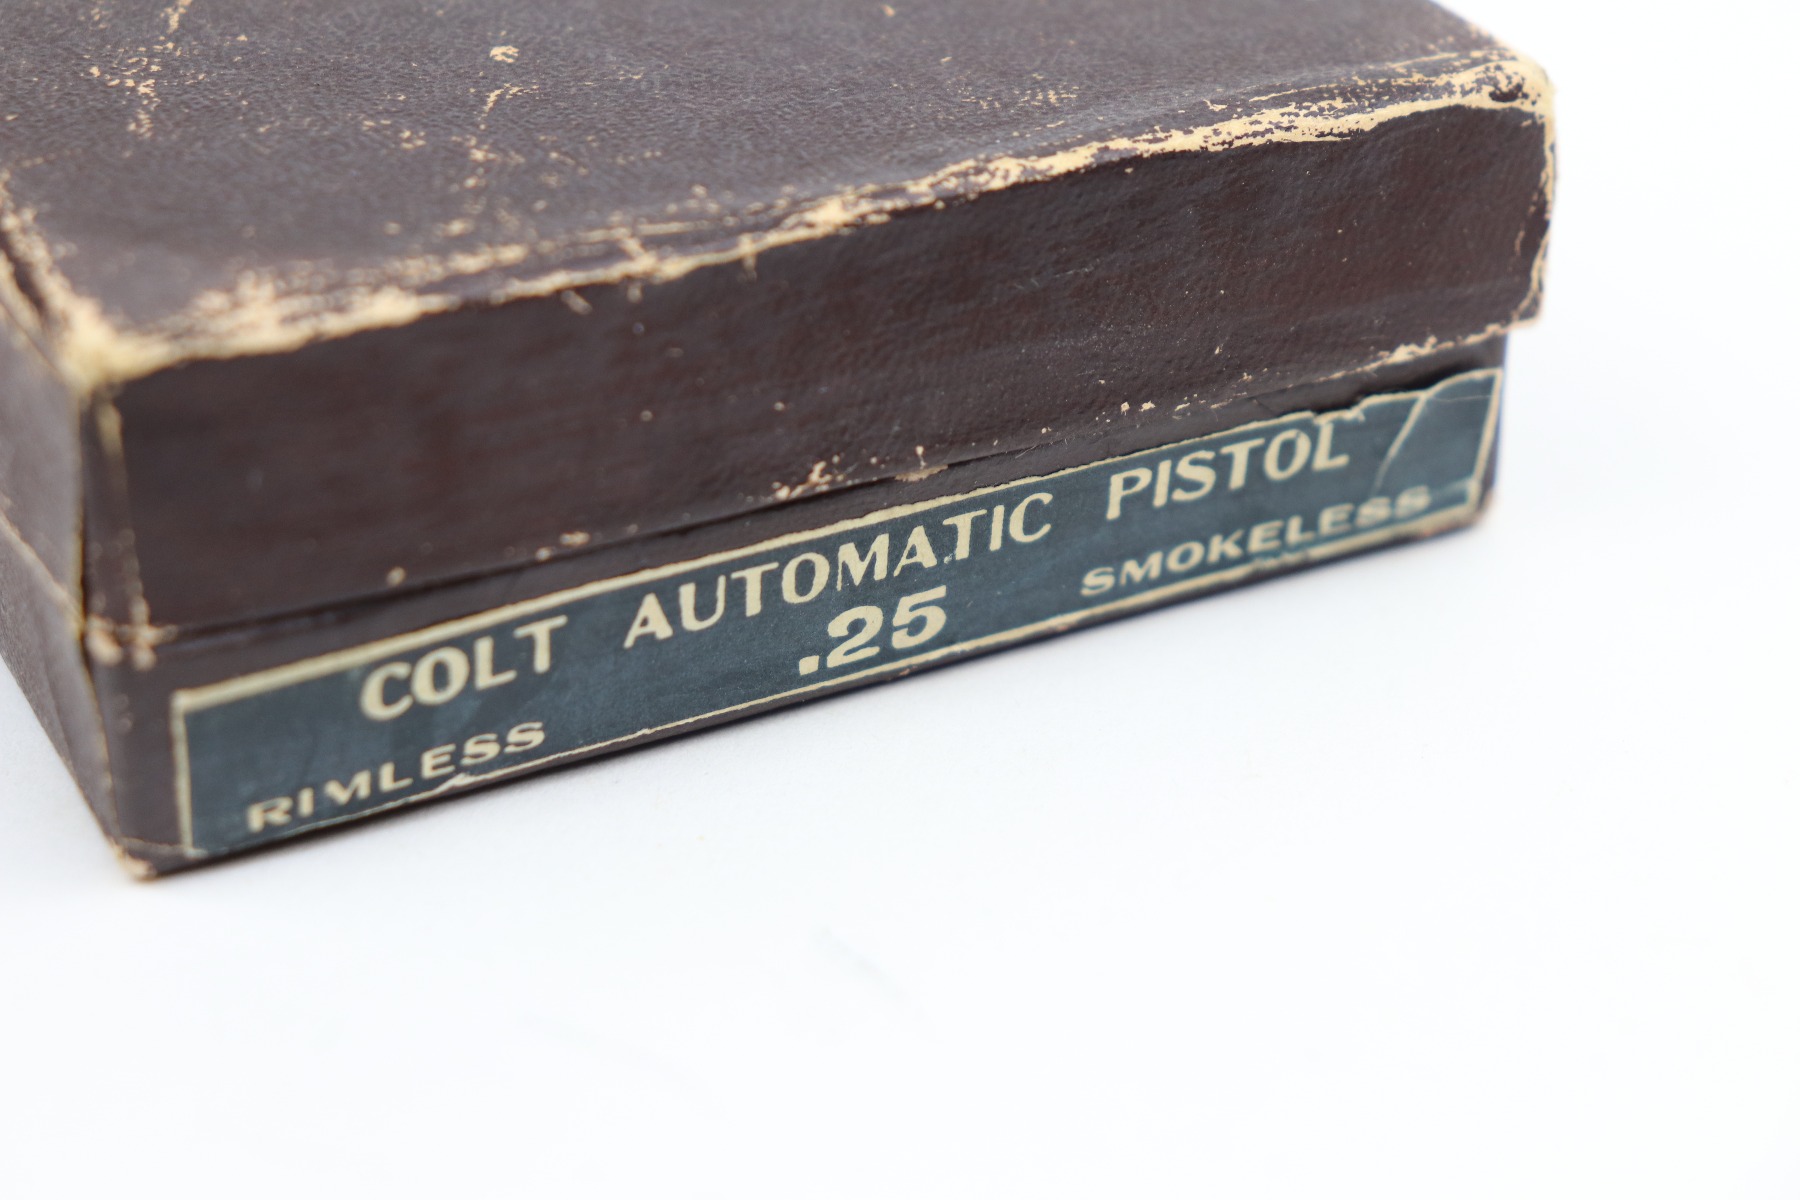 COLT AUTOMATIC PISTOL
.25
RIMLESS SMOKELESS